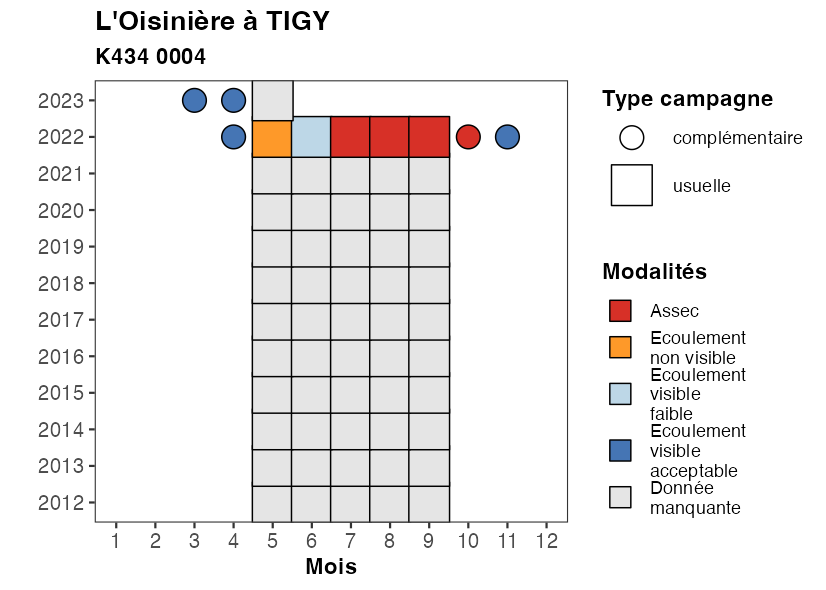 L'Oisinière à TIGY
K434 0004
2023
2022
2021
2020
2019
2018
2017
2016
2015
2014
2013
2012
1 2 3 4 5 6 7 8 9 10 11 12
Mois
Type campagne
complémentaire
usuelle
Modalités
Assec
Ecoulement
non visible
Ecoulement
visible
faible
Ecoulement
visible
acceptable
Donnée
manquante